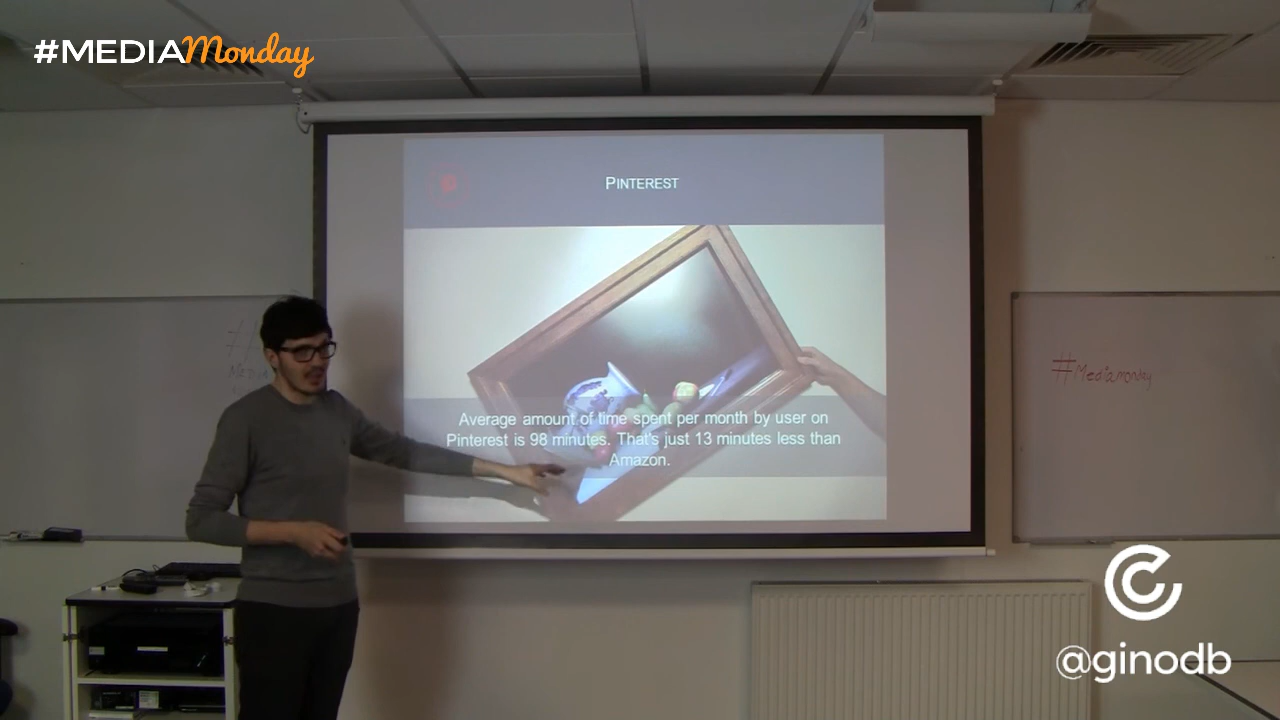 #MEDIAMonday
PINTEREST
Average amount of time spent per month by user on
Pinterest is 98 minutes. That's just 13 minutes less than
Amazon.
#Mediamonday
@ginodb